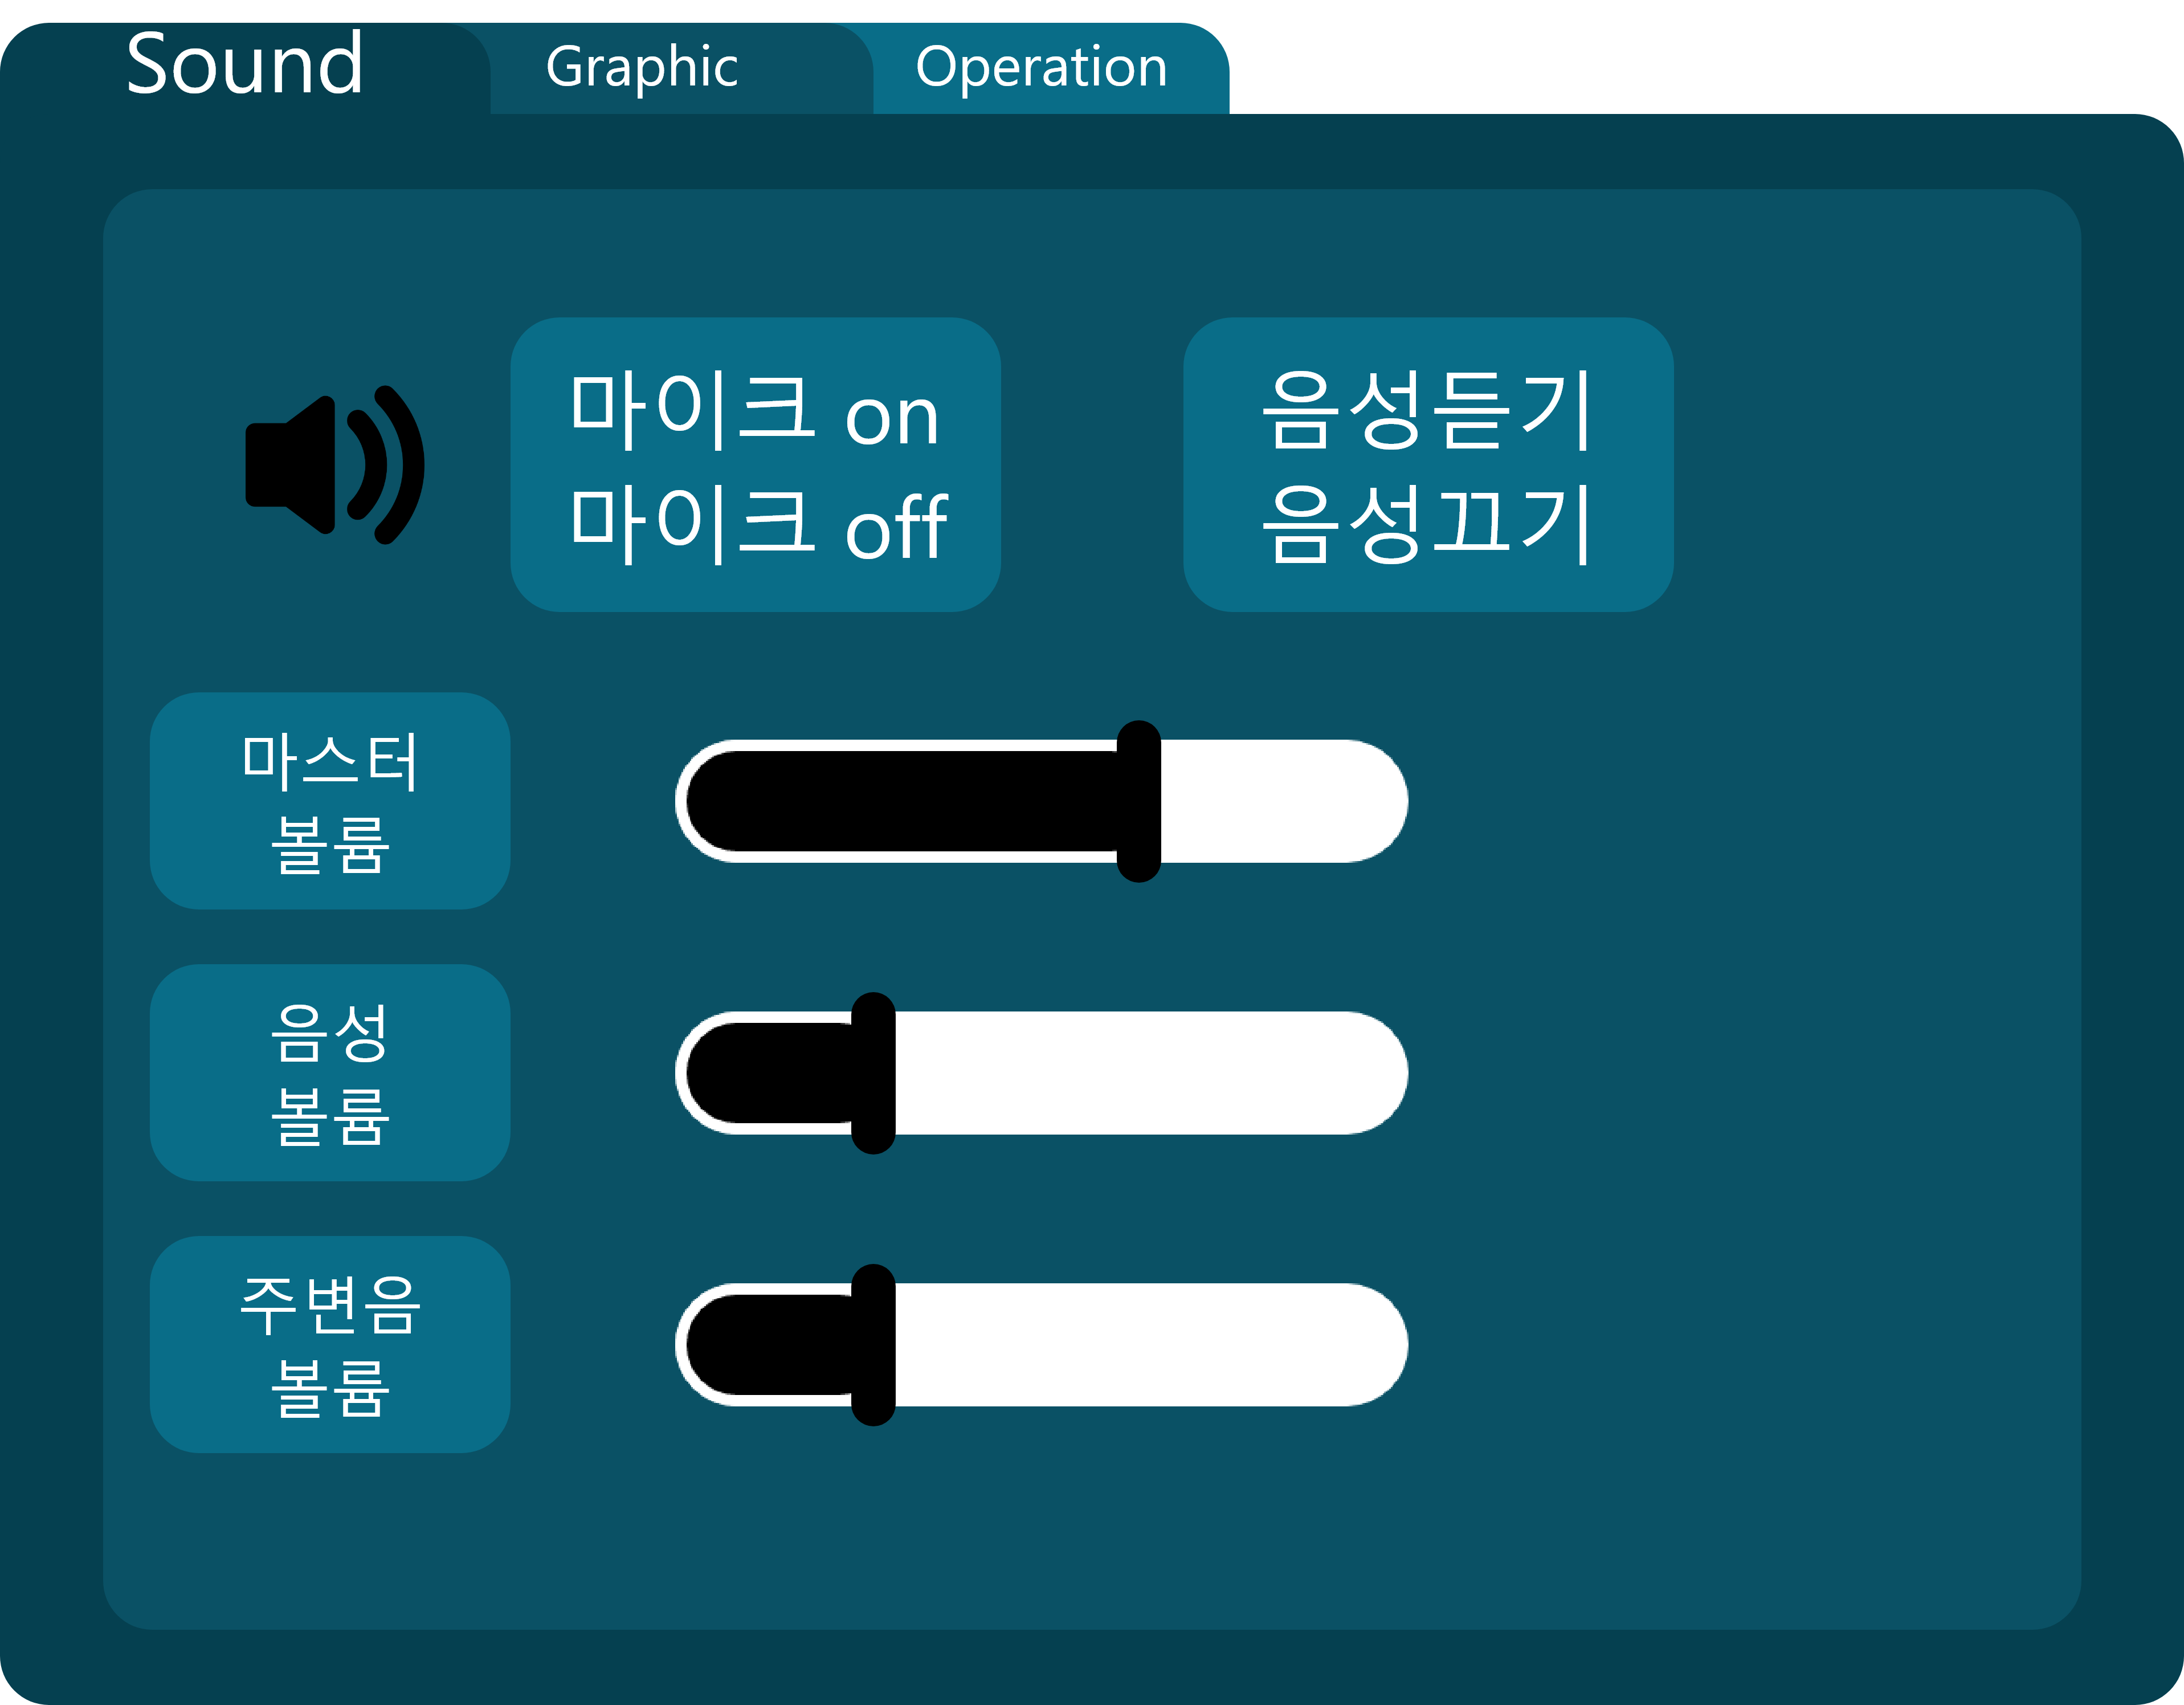 Sound
Graphic
Operation
마이크 on
마이크 off
음성듣기
음성끄기
마스터
볼륨
음성
볼륨
주변음
볼륨